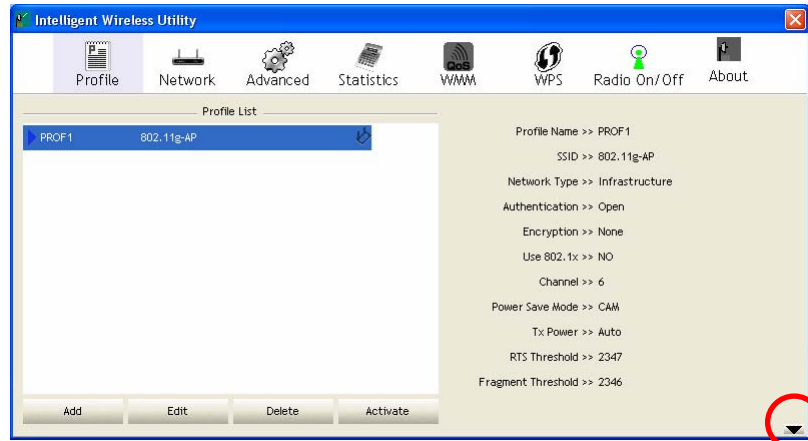 Intelligent Wireless Utility
Profile Network Advanced Statistics QoS WMM WPS Radio On/Off About
Profile List
PROF1 802.11g-AP
Profile Name >> PROF1
SSID >> 802.11g-AP
Network Type >> Infrastructure
Authentication >> Open
Encryption >> None
Use 802.1x >> NO
Channel >> 6
Power Save Mode >> CAM
Tx Power >> Auto
RTS Threshold >> 2347
Fragment Threshold >> 2346
Add Edit Delete Activate